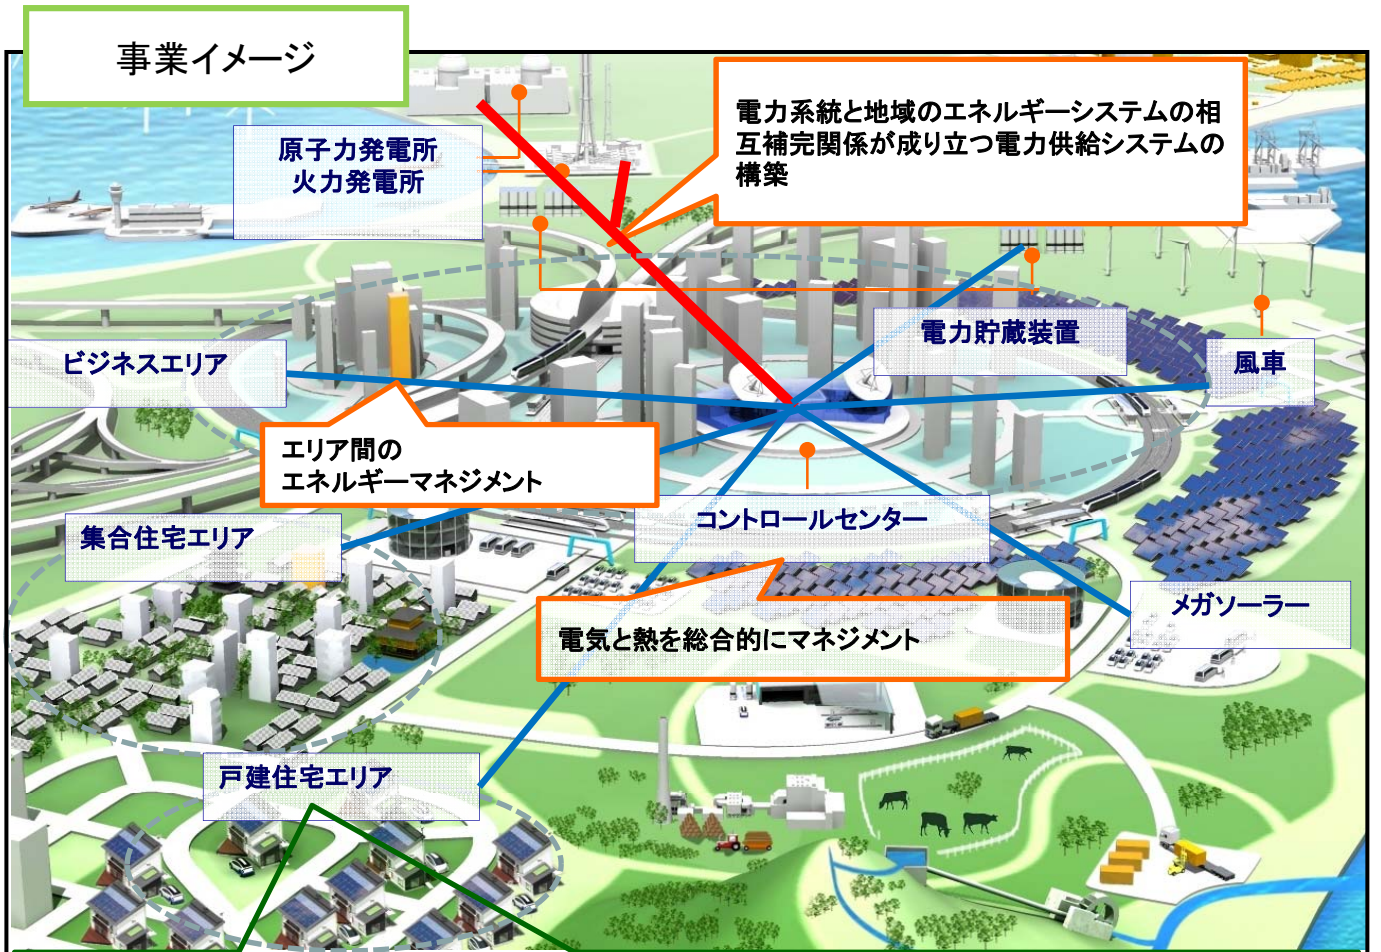 事業イメージ
電力系統と地域のエネルギーシステムの相
互補完関係が成り立つ電力供給システムの
構築
原子力発電所
火力発電所
電力貯蔵装置
風車
ビジネスエリア
エリア間の
エネルギーマネジメント
コントロールセンター
集合住宅エリア
メガソーラー
電気と熱を総合的にマネジメント
戸建住宅エリア